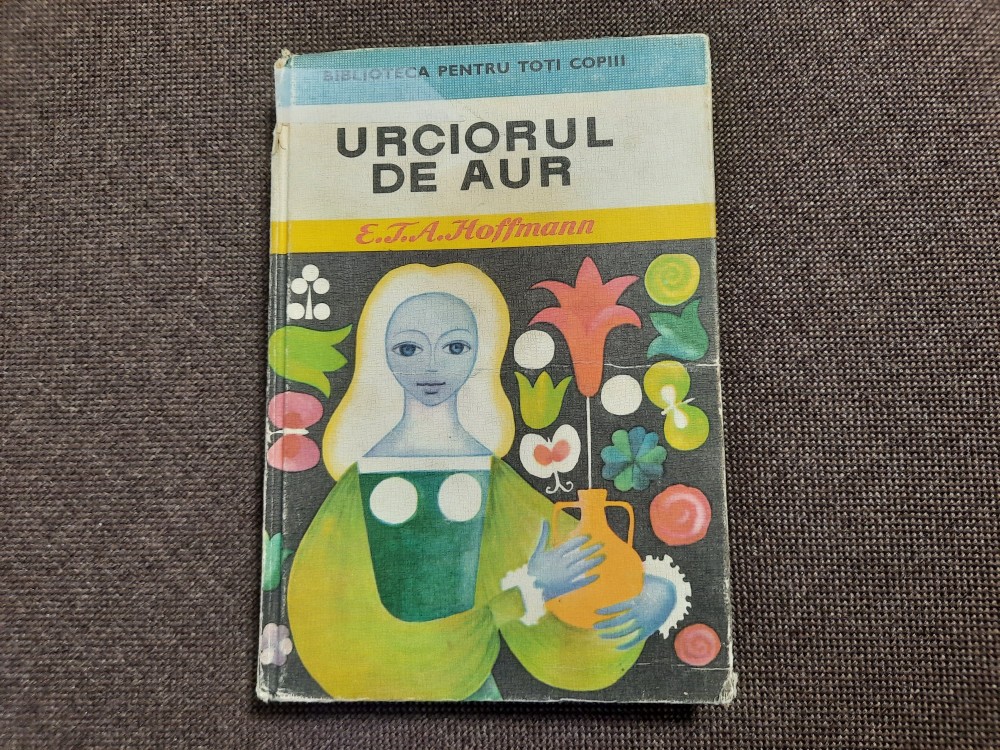 BIBLIOTECA PENTRU TOTI COPIII
URCIORUL
DE AUR
E.T.A. Hoffmann